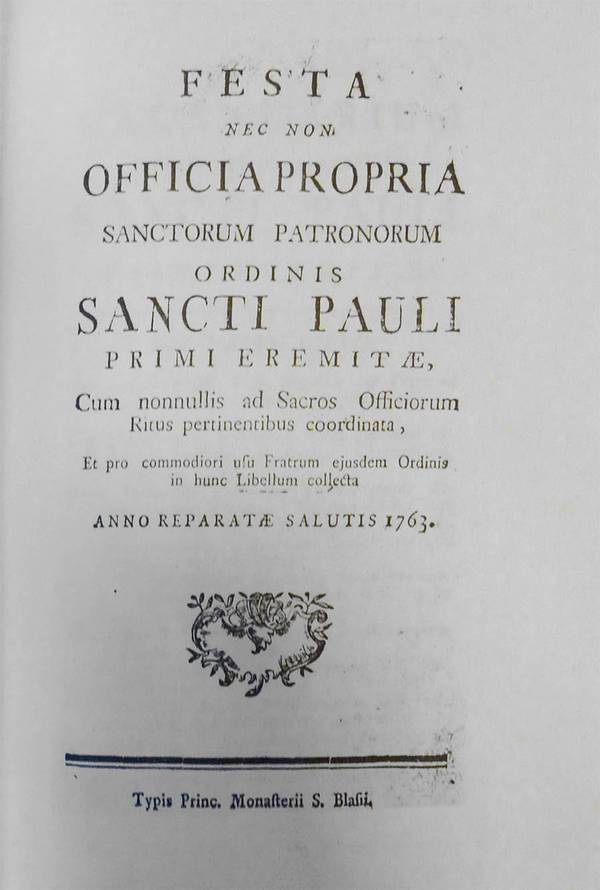 FESTA
NEC NON
OFFICIA PROPRIA
SANCTORUM PATRONORUM
ORDINIS
SANCTI PAULI
PRIMI EREMITÆ,
Cum nonnullis ad Sacros Officiorum
Ritus pertinentibus coordinata,
Et pro commodiori uſu Fratrum ejusdem Ordinis
in hunc Libellum collecta
ANNO REPARATÆ SALUTIS 1763.
Typis Princ. Monaſterii S. Blaſii.